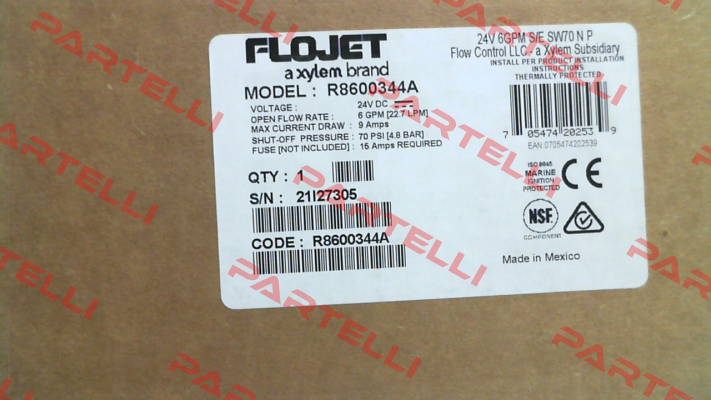 FLOJET
a xylem brand
MODEL : R8600344A
VOLTAGE : 24V DC
OPEN FLOW RATE : 6 GPM [22.7 LPM]
MAX CURRENT DRAW : 9 Amps
SHUT-OFF PRESSURE : 70 PSI [4.8 BAR]
FUSE [NOT INCLUDED] : 15 Amps REQUIRED
QTY : 1
S/N : 21I27305
CODE : R8600344A
24V 6GPM S/E SW70 N P
Flow Control LLC - a Xylem Subsidiary
INSTALL PER PRODUCT INSTALLATION
INSTRUCTIONS
THERMALLY PROTECTED
7 05474 20253 9
EAN 0705474202539
ISO 8846
MARINE
IGNITION
PROTECTED
CE
NSF
COMPONENT
Made in Mexico
PARTELLI
PARTELLI
PARTELLI
PARTELLI
PARTELLI
PARTELLI
PARTELLI
PARTELLI